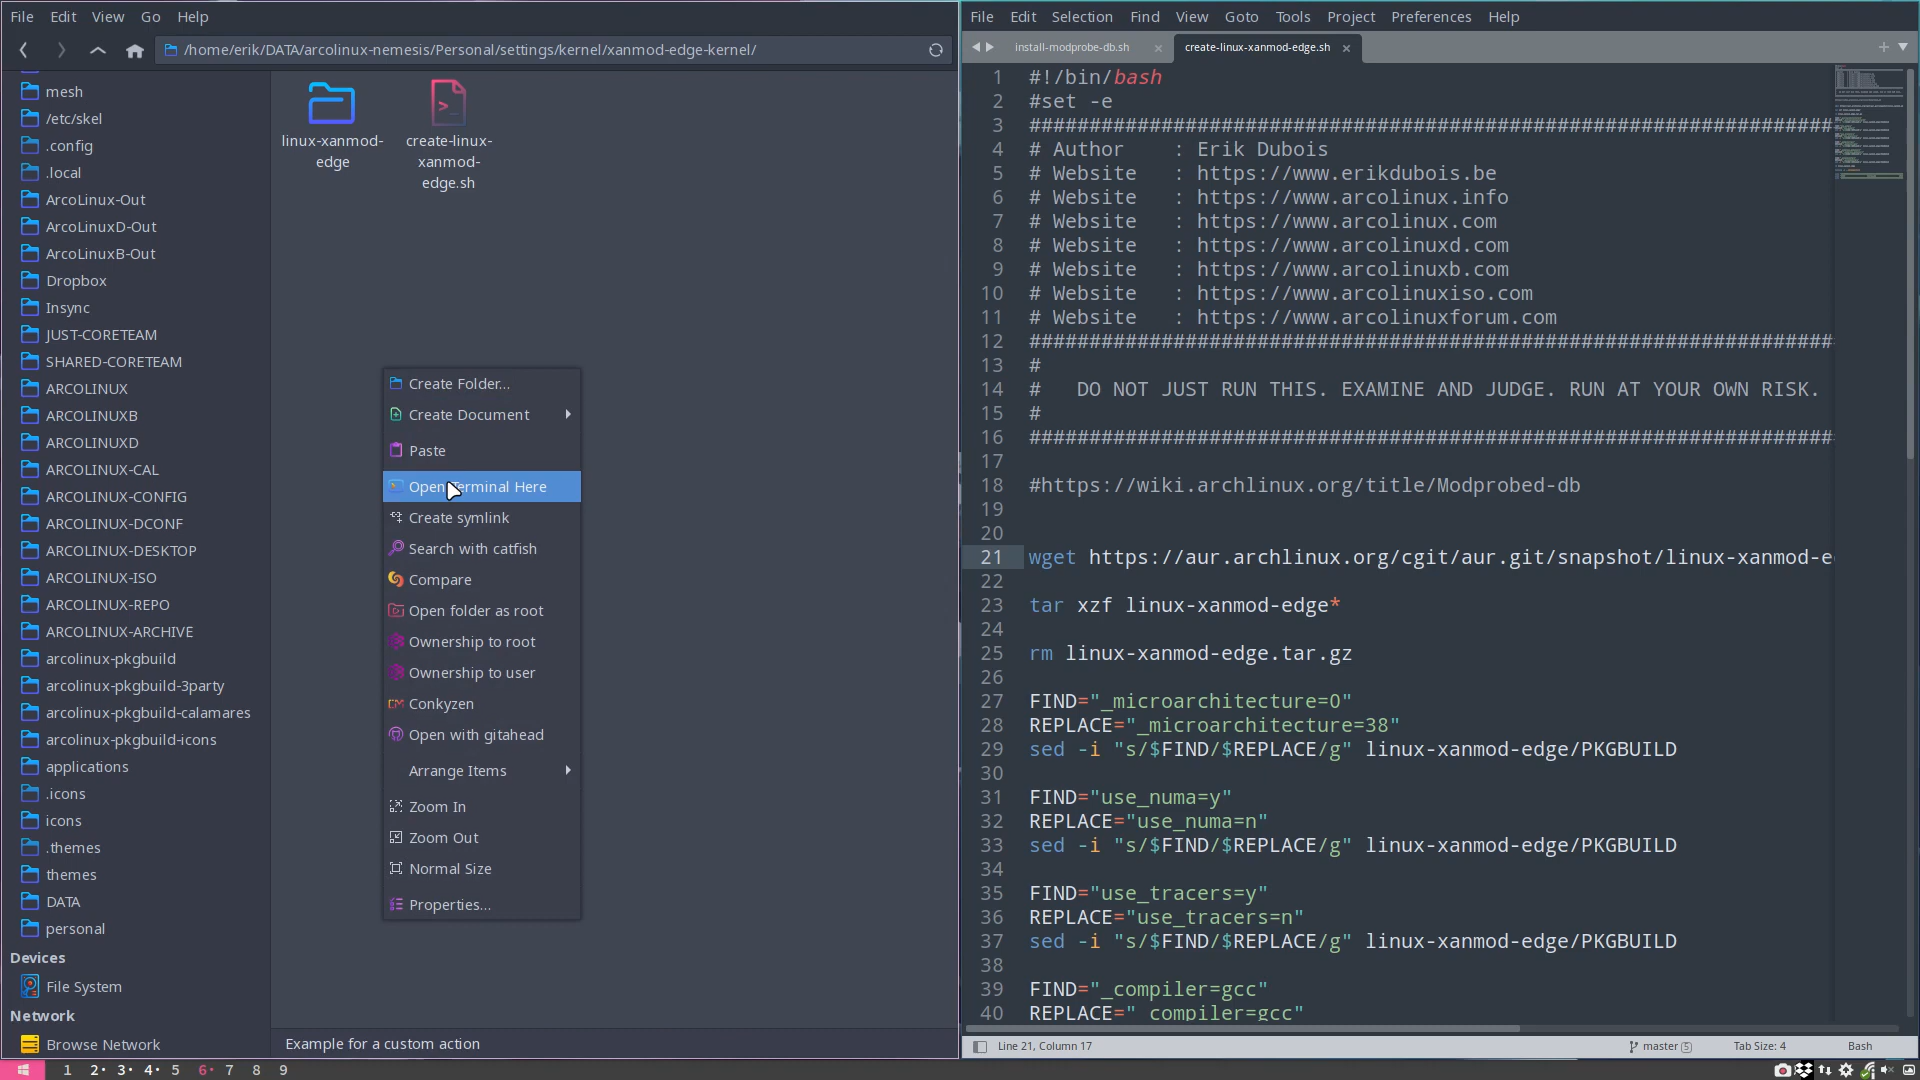 File Edit View Go Help
/home/erik/DATA/arcolinux-nemesis/Personal/settings/kernel/xanmod-edge-kernel/
mesh
/etc/skel
.config
.local
ArcoLinux-Out
ArcoLinuxD-Out
ArcoLinuxB-Out
Dropbox
Insync
JUST-CORETEAM
SHARED-CORETEAM
ARCOLINUX
ARCOLINUXB
ARCOLINUXD
ARCOLINUX-CAL
ARCOLINUX-CONFIG
ARCOLINUX-DCONF
ARCOLINUX-DESKTOP
ARCOLINUX-ISO
ARCOLINUX-REPO
ARCOLINUX-ARCHIVE
arcolinux-pkgbuild
arcolinux-pkgbuild-3party
arcolinux-pkgbuild-calamares
arcolinux-pkgbuild-icons
applications
.icons
icons
.themes
themes
DATA
personal
Devices
File System
Network
Browse Network
linux-xanmod-
edge
create-linux-
xanmod-
edge.sh
Create Folder...
Create Document
Paste
Open Terminal Here
Create symlink
Search with catfish
Compare
Open folder as root
Ownership to root
Ownership to user
Conkyzen
Open with gitahead
Arrange Items
Zoom In
Zoom Out
Normal Size
Properties...
Example for a custom action
File Edit Selection Find View Goto Tools Project Preferences Help
install-modprobe-db.sh
create-linux-xanmod-edge.sh
1 #!/bin/bash
2 #set -e
3 ###################################################################
4 # Author : Erik Dubois
5 # Website : https://www.erikdubois.be
6 # Website : https://www.arcolinux.info
7 # Website : https://www.arcolinux.com
8 # Website : https://www.arcolinuxd.com
9 # Website : https://www.arcolinuxb.com
10 # Website : https://www.arcolinuxiso.com
11 # Website : https://www.arcolinuxforum.com
12 ###################################################################
13 #
14 # DO NOT JUST RUN THIS. EXAMINE AND JUDGE. RUN AT YOUR OWN RISK.
15 #
16 ###################################################################
17
18 #https://wiki.archlinux.org/title/Modprobed-db
19
20
21 wget https://aur.archlinux.org/cgit/aur.git/snapshot/linux-xanmod-e
22
23 tar xzf linux-xanmod-edge*
24
25 rm linux-xanmod-edge.tar.gz
26
27 FIND="_microarchitecture=0"
28 REPLACE="_microarchitecture=38"
29 sed -i "s/$FIND/$REPLACE/g" linux-xanmod-edge/PKGBUILD
30
31 FIND="use_numa=y"
32 REPLACE="use_numa=n"
33 sed -i "s/$FIND/$REPLACE/g" linux-xanmod-edge/PKGBUILD
34
35 FIND="use_tracers=y"
36 REPLACE="use_tracers=n"
37 sed -i "s/$FIND/$REPLACE/g" linux-xanmod-edge/PKGBUILD
38
39 FIND="_compiler=gcc"
40 REPLACE="_compiler=gcc"
Line 21, Column 17
master 5
Tab Size: 4
Bash
1 2 3 4 5 6 7 8 9